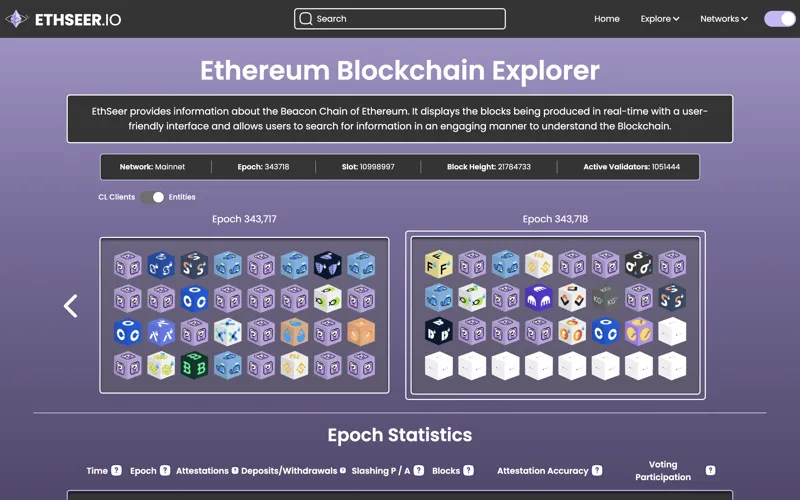 ETHSEER.IO
Search
Home
Explore
Networks
Ethereum Blockchain Explorer
EthSeer provides information about the Beacon Chain of Ethereum. It displays the blocks being produced in real-time with a user-
friendly interface and allows users to search for information in an engaging manner to understand the Blockchain.
Network: Mainnet
Epoch: 343718
Slot: 10998997
Block Height: 21784733
Active Validators: 1051444
CL Clients
Entities
Epoch 343,717
Epoch 343,718
Epoch Statistics
Time ?
Epoch ?
Attestations ?
Deposits/Withdrawals ?
Slashing P / A ?
Blocks ?
Attestation Accuracy ?
Voting
Participation ?